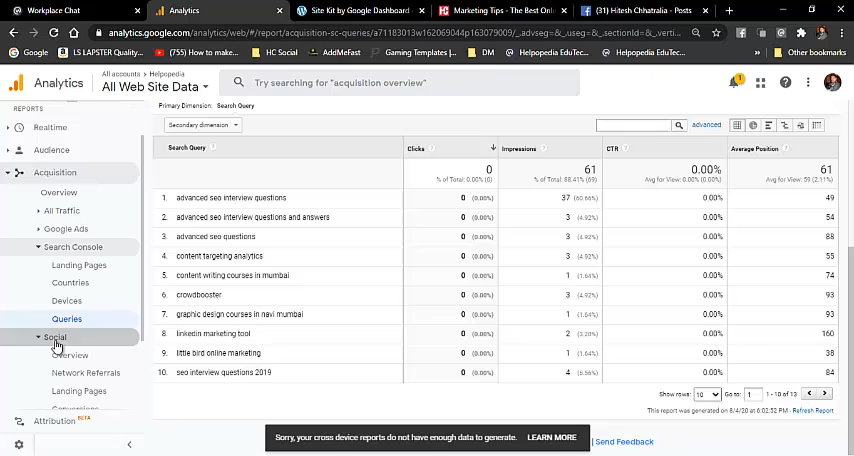 Workplace Chat
Analytics
Site Kit by Google Dashboard
Marketing Tips - The Best Onli
(31) Hitesh Chhatralia - Posts
analytics.google.com/analytics/web/#/report/acquisition-sc-queries/a71183013w162069044p163079009/_.advseg=&_.useg=&_.sectionId=&_.verti...
Google
LS LAPSTER Quality...
(755) How to make...
HC Social
AddMeFast
Gaming Templates |...
DM
Helpopedia EduTec...
Helpopedia EduTec...
»
Other bookmarks
Analytics
All accounts > Helpopedia
All Web Site Data
Try searching for "acquisition overview"
1
REPORTS
Realtime
Audience
Acquisition
Overview
All Traffic
Google Ads
Search Console
Landing Pages
Countries
Devices
Queries
Social
Overview
Network Referrals
Landing Pages
Conversions
Attribution BETA
Primary Dimension: Search Query
Secondary dimension
advanced
Search Query Clicks Impressions CTR Average Position
0 61 0.00% 61
% of Total: 0.00% (0) % of Total: 88.41% (69) Avg for View: 0.00% (0.00%) Avg for View: 59 (2.11%)
1. advanced seo interview questions 0 (0.00%) 37 (60.66%) 0.00% 49
2. advanced seo interview questions and answers 0 (0.00%) 3 (4.92%) 0.00% 54
3. advanced seo questions 0 (0.00%) 3 (4.92%) 0.00% 88
4. content targeting analytics 0 (0.00%) 3 (4.92%) 0.00% 55
5. content writing courses in mumbai 0 (0.00%) 1 (1.64%) 0.00% 74
6. crowdbooster 0 (0.00%) 3 (4.92%) 0.00% 93
7. graphic design courses in navi mumbai 0 (0.00%) 1 (1.64%) 0.00% 93
8. linkedin marketing tool 0 (0.00%) 2 (3.28%) 0.00% 160
9. little bird online marketing 0 (0.00%) 1 (1.64%) 0.00% 38
10. seo interview questions 2019 0 (0.00%) 4 (6.56%) 0.00% 84
Show rows: 10 Go to: 1 1 - 10 of 13
This report was generated on 8/4/20 at 6:02:52 PM - Refresh Report
Sorry, your cross device reports do not have enough data to generate. LEARN MORE
| Send Feedback